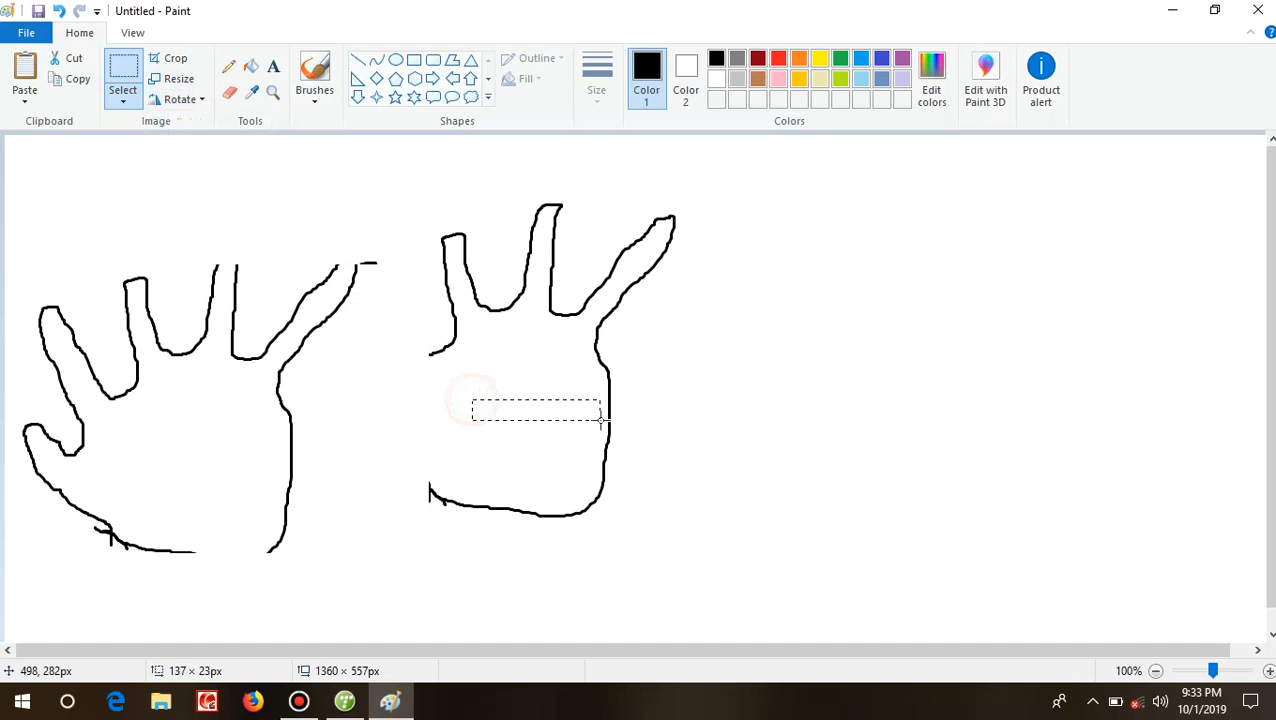 Untitled - Paint
File
Home
View
Paste
Cut
Copy
Clipboard
Select
Crop
Resize
Rotate
Image
A
Tools
Brushes
Outline
Fill
Shapes
Size
Color 1
Color 2
Edit colors
Colors
Edit with Paint 3D
Product alert
498, 282px
137 × 23px
1360 × 557px
100%
9:33 PM
10/1/2019